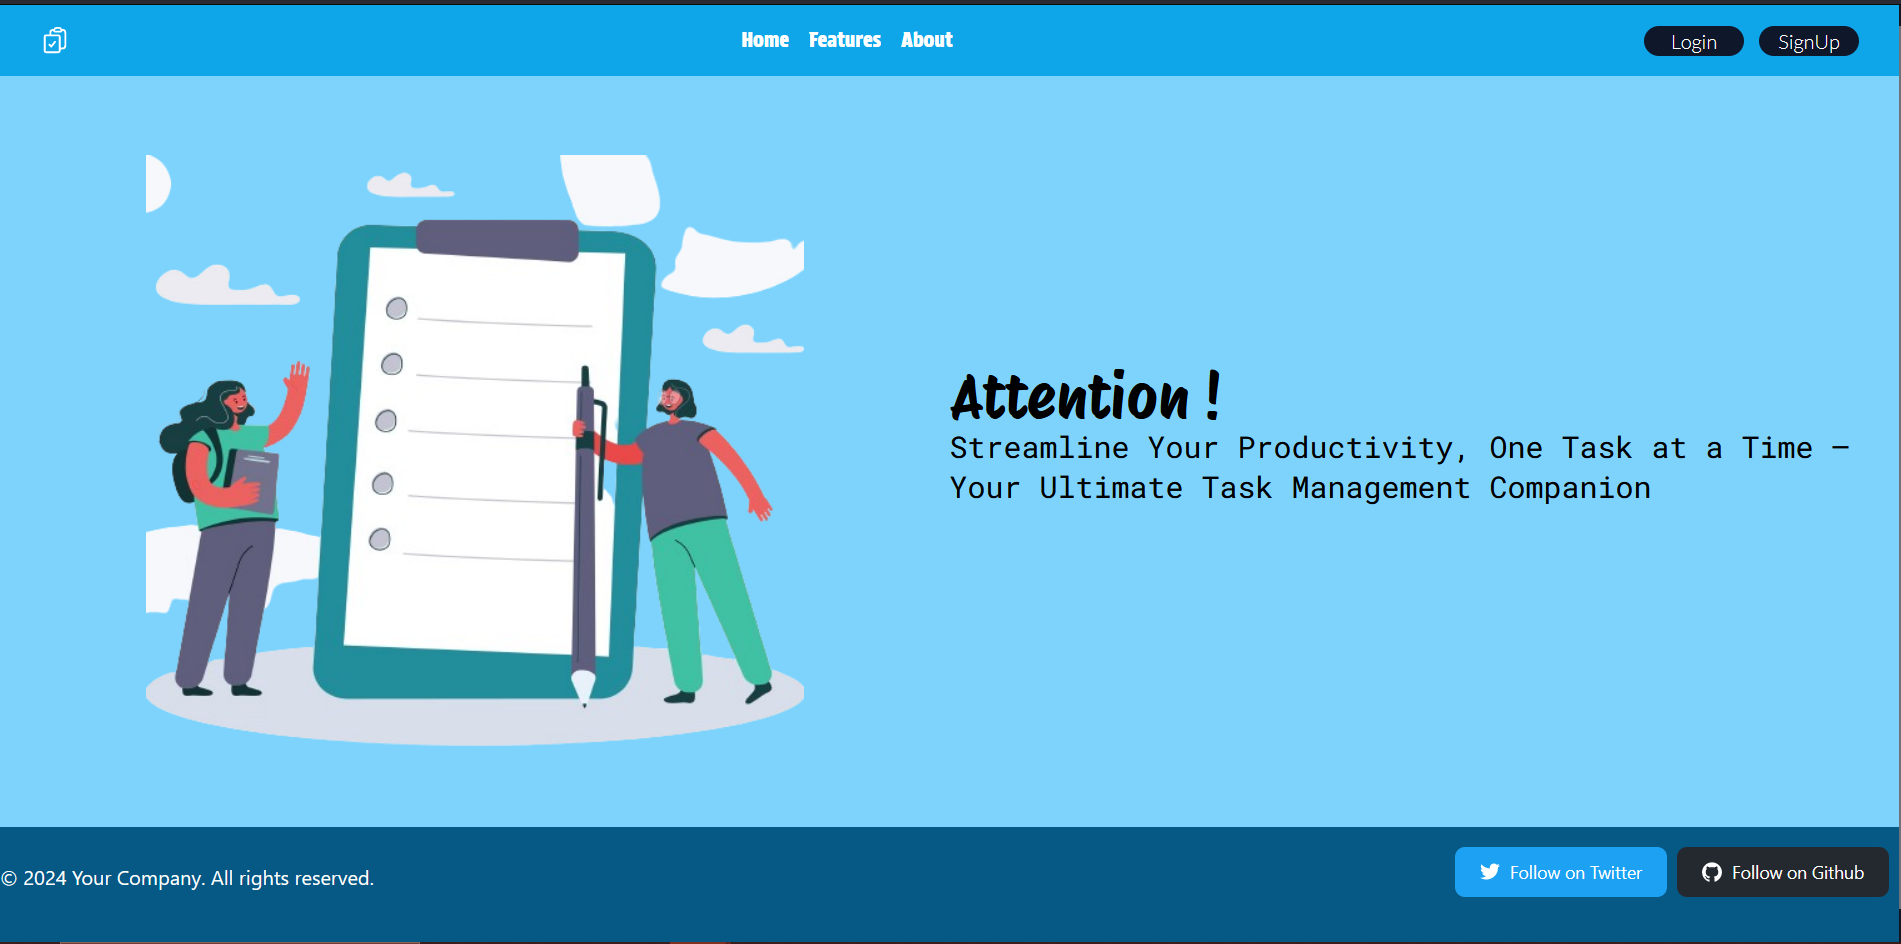 Home Features About
Login SignUp
Attention !
Streamline Your Productivity, One Task at a Time –
Your Ultimate Task Management Companion
© 2024 Your Company. All rights reserved.
Follow on Twitter Follow on Github